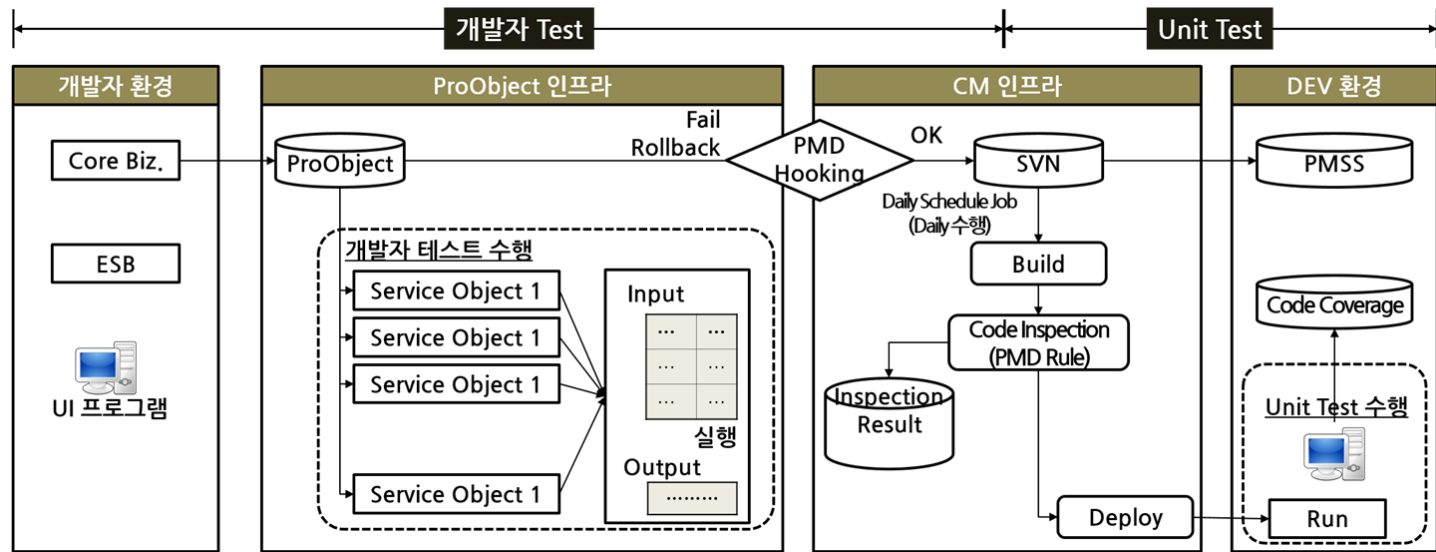 개발자 Test
Unit Test
개발자 환경
Core Biz.
ESB
UI 프로그램
ProObject 인프라
ProObject
Fail
Rollback
개발자 테스트 수행
Service Object 1
Service Object 1
Service Object 1
Service Object 1
Input
... ...
... ...
... ...
실행
Output
.........
CM 인프라
PMD
Hooking
OK
SVN
Daily Schedule Job
(Daily 수행)
Build
Code Inspection
(PMD Rule)
Inspection
Result
Deploy
DEV 환경
PMSS
Code Coverage
Unit Test 수행
Run